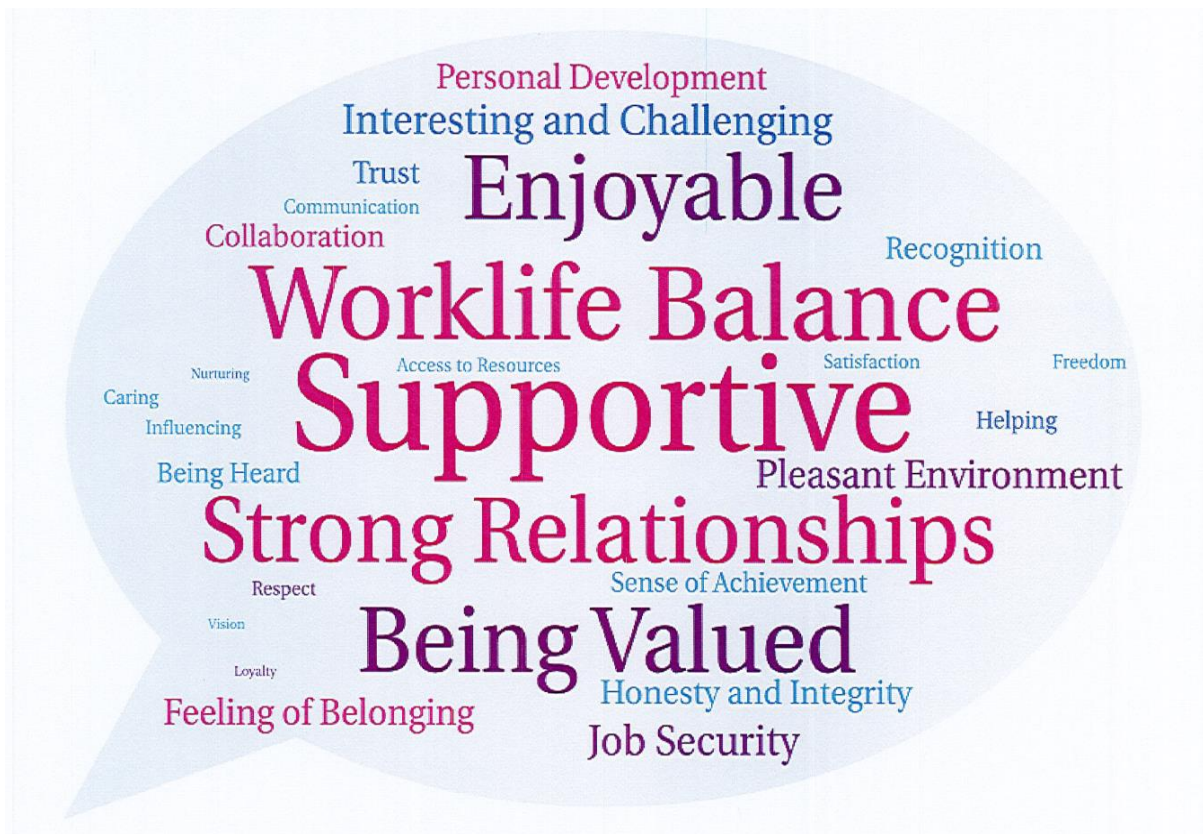 Personal Development
Interesting and Challenging
Trust
Enjoyable
Communication
Collaboration
Recognition
Worklife Balance
Nurturing
Access to Resources
Satisfaction
Freedom
Caring
Supportive
Influencing
Helping
Being Heard
Pleasant Environment
Strong Relationships
Respect
Sense of Achievement
Vision
Being Valued
Loyalty
Honesty and Integrity
Feeling of Belonging
Job Security